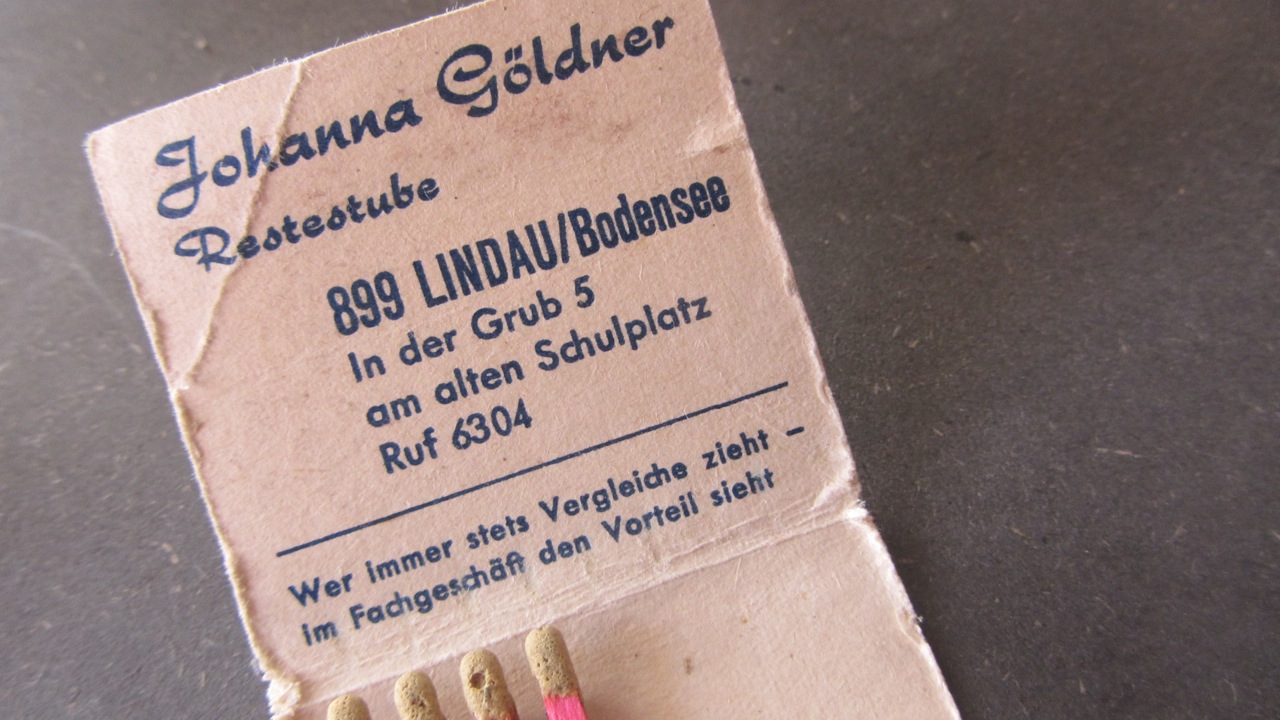 Johanna Göldner
Restestube
899 LINDAU/Bodensee
In der Grub 5
am alten Schulplatz
Ruf 6304
Wer immer stets Vergleiche zieht –
im Fachgeschäft den Vorteil sieht